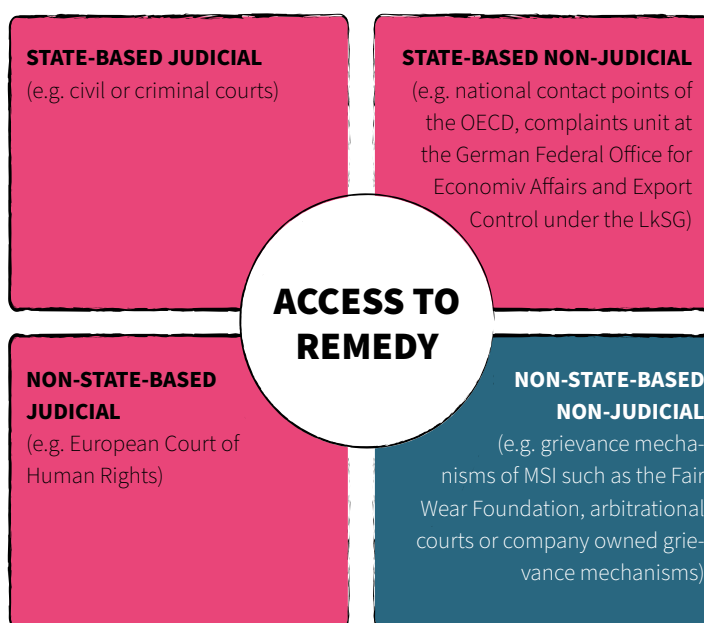 STATE-BASED JUDICIAL
(e.g. civil or criminal courts)
STATE-BASED NON-JUDICIAL
(e.g. national contact points of
the OECD, complaints unit at
the German Federal Office for
Economiv Affairs and Export
Control under the LkSG)
ACCESS TO
REMEDY
NON-STATE-BASED
JUDICIAL
(e.g. European Court of
Human Rights)
NON-STATE-BASED
NON-JUDICIAL
(e.g. grievance mecha-
nisms of MSI such as the Fair
Wear Foundation, arbitrational
courts or company owned grie-
vance mechanisms)